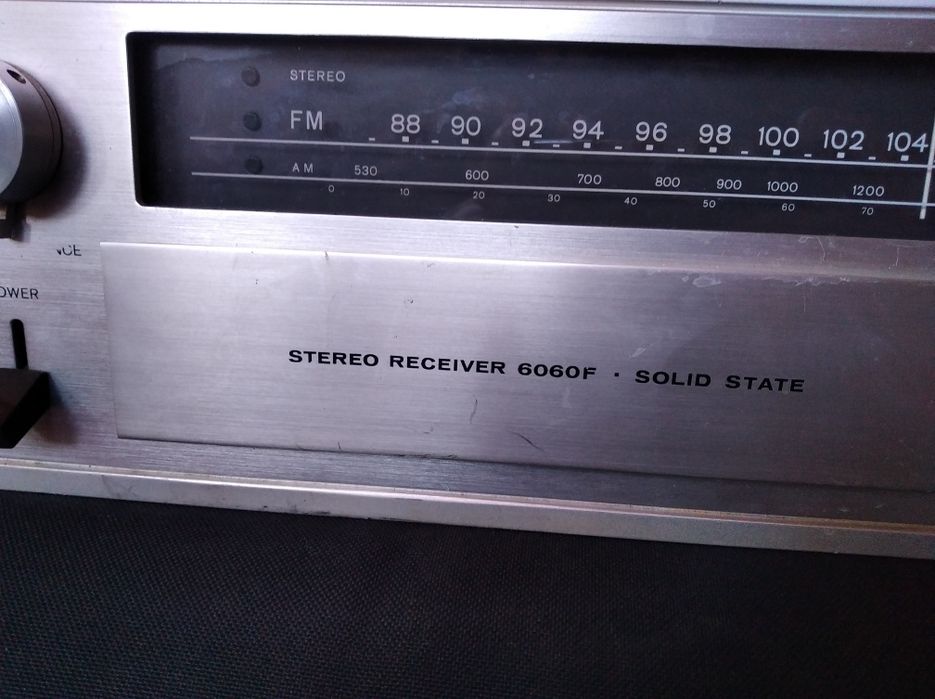 STEREO
FM 88 90 92 94 96 98 100 102 104
AM 530 600 700 800 900 1000 1200
0 10 20 30 40 50 60 70
STEREO RECEIVER 6060F · SOLID STATE